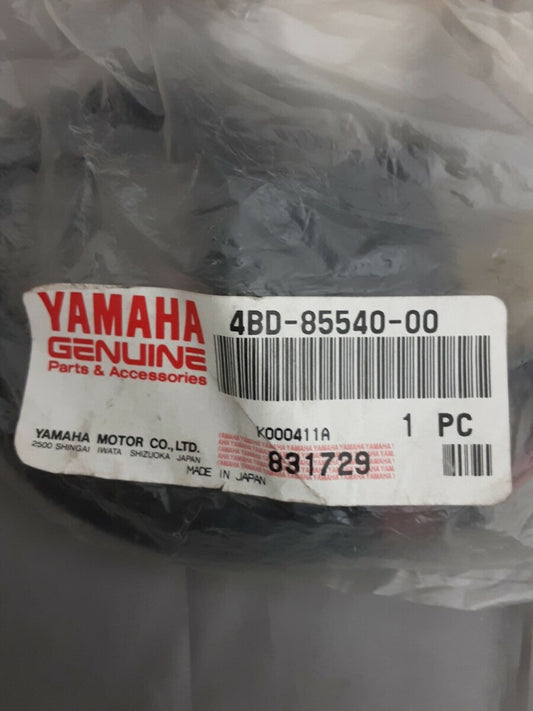 YAMAHA
GENUINE
Parts & Accessories
4BD-85540-00
K000411A
1 PC
YAMAHA MOTOR CO.,LTD.
2500 SHINGAI IWATA SHIZUOKA JAPAN
MADE IN JAPAN
831729